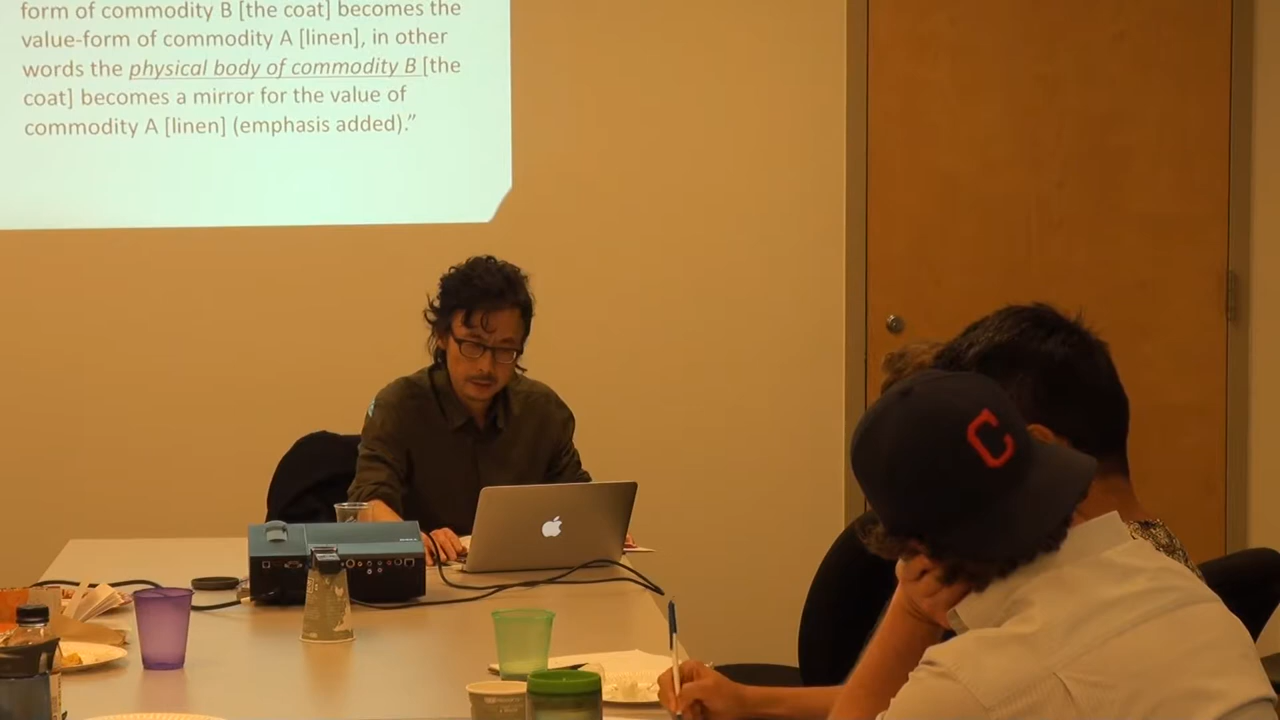 form of commodity B [the coat] becomes the
value-form of commodity A [linen], in other
words the physical body of commodity B [the
coat] becomes a mirror for the value of
commodity A [linen] (emphasis added).”
C